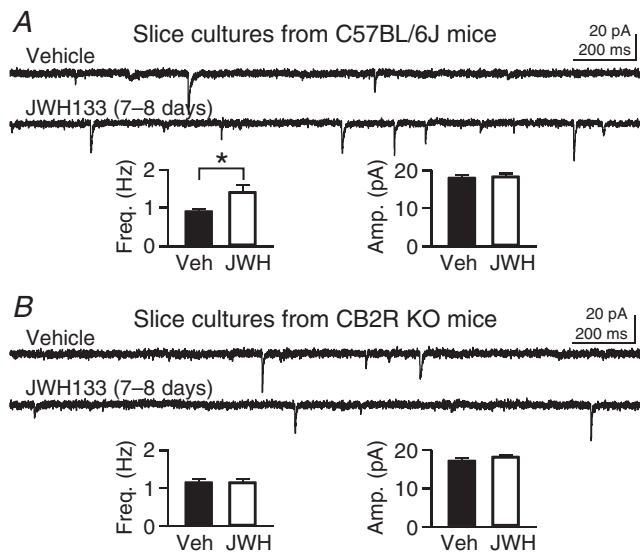 A
Slice cultures from C57BL/6J mice
20 pA
200 ms
Vehicle
JWH133 (7–8 days)
Freq. (Hz)
2
1
0
*
Veh JWH
Amp. (pA)
20
10
0
Veh JWH
B
Slice cultures from CB2R KO mice
20 pA
200 ms
Vehicle
JWH133 (7–8 days)
Freq. (Hz)
2
1
0
Veh JWH
Amp. (pA)
20
10
0
Veh JWH